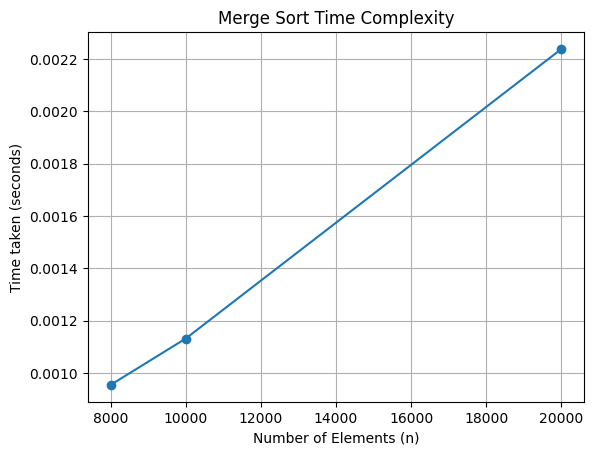 Merge Sort Time Complexity
Time taken (seconds)
0.0022
0.0020
0.0018
0.0016
0.0014
0.0012
0.0010
8000 10000 12000 14000 16000 18000 20000
Number of Elements (n)